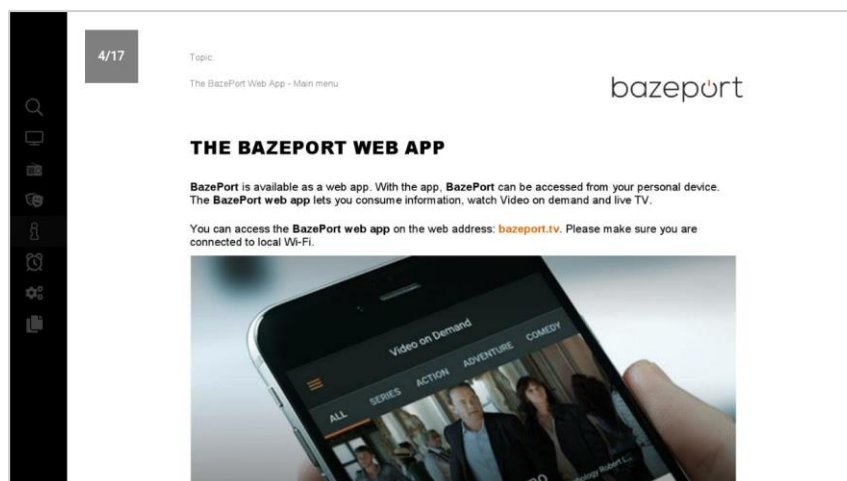 4/17
Topic:
The BazePort Web App - Main menu
bazeport
THE BAZEPORT WEB APP
BazePort is available as a web app. With the app, BazePort can be accessed from your personal device.
The BazePort web app lets you consume information, watch Video on demand and live TV.
You can access the BazePort web app on the web address: bazeport.tv. Please make sure you are
connected to local Wi-Fi.
Video on Demand
ALL SERIES ACTION ADVENTURE COMEDY
Robert L...